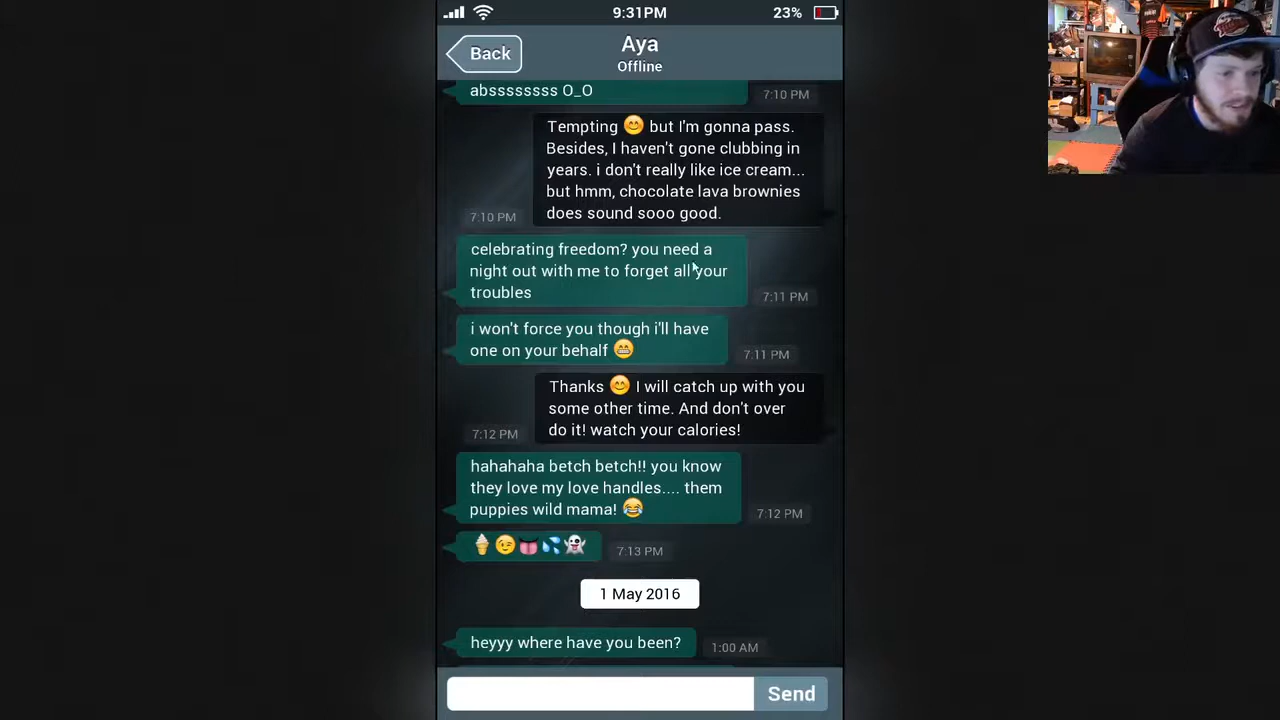 9:31PM
23%
Back
Aya
Offline
absssssssss O_O
7:10 PM
Tempting 😊 but I'm gonna pass.
Besides, I haven't gone clubbing in
years. i don't really like ice cream...
but hmm, chocolate lava brownies
does sound sooo good.
7:10 PM
celebrating freedom? you need a
night out with me to forget all your
troubles
7:11 PM
i won't force you though i'll have
one on your behalf 😁
7:11 PM
Thanks 😊 I will catch up with you
some other time. And don't over
do it! watch your calories!
7:12 PM
hahahaha betch betch!! you know
they love my love handles.... them
puppies wild mama! 😂
7:12 PM
🍦😉👅💦👻
7:13 PM
1 May 2016
heyyy where have you been?
1:00 AM
Send